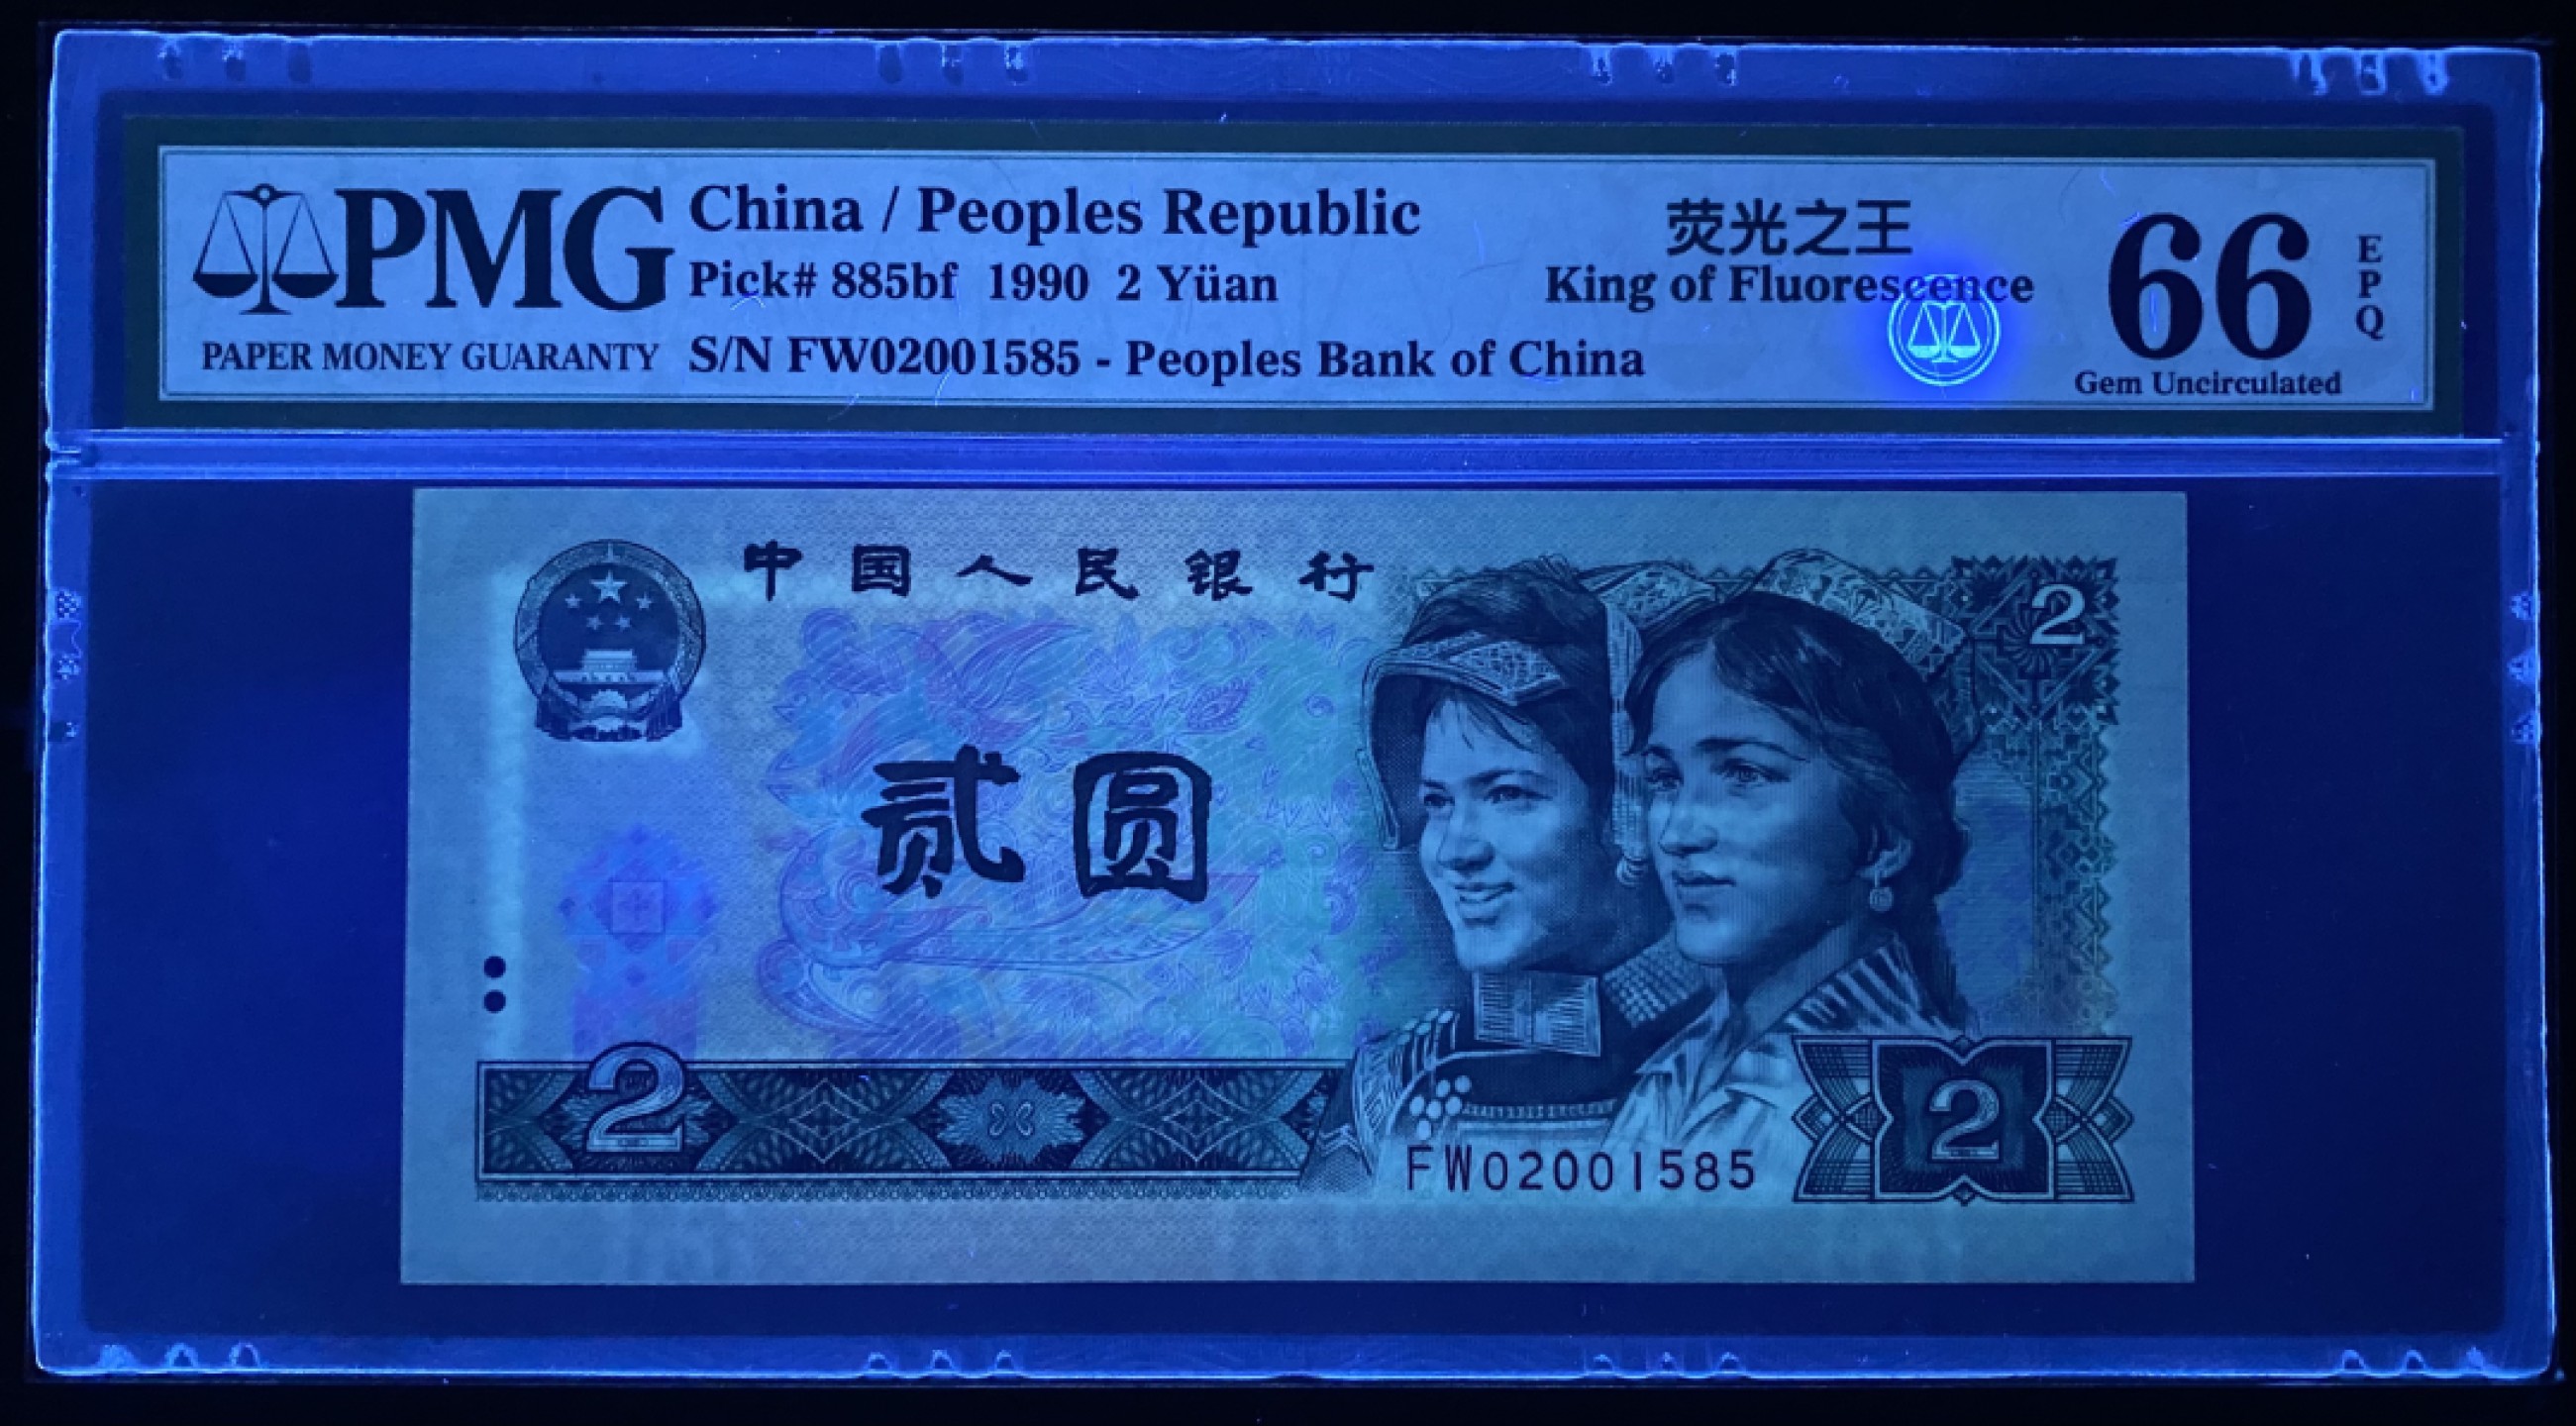 PMG
PAPER MONEY GUARANTY
China / Peoples Republic
Pick# 885bf 1990 2 Yüan
S/N FW02001585 - Peoples Bank of China
荧光之王
King of Fluorescence
66
EPQ
Gem Uncirculated
中国人民银行
2
贰圆
2
2
FW02001585